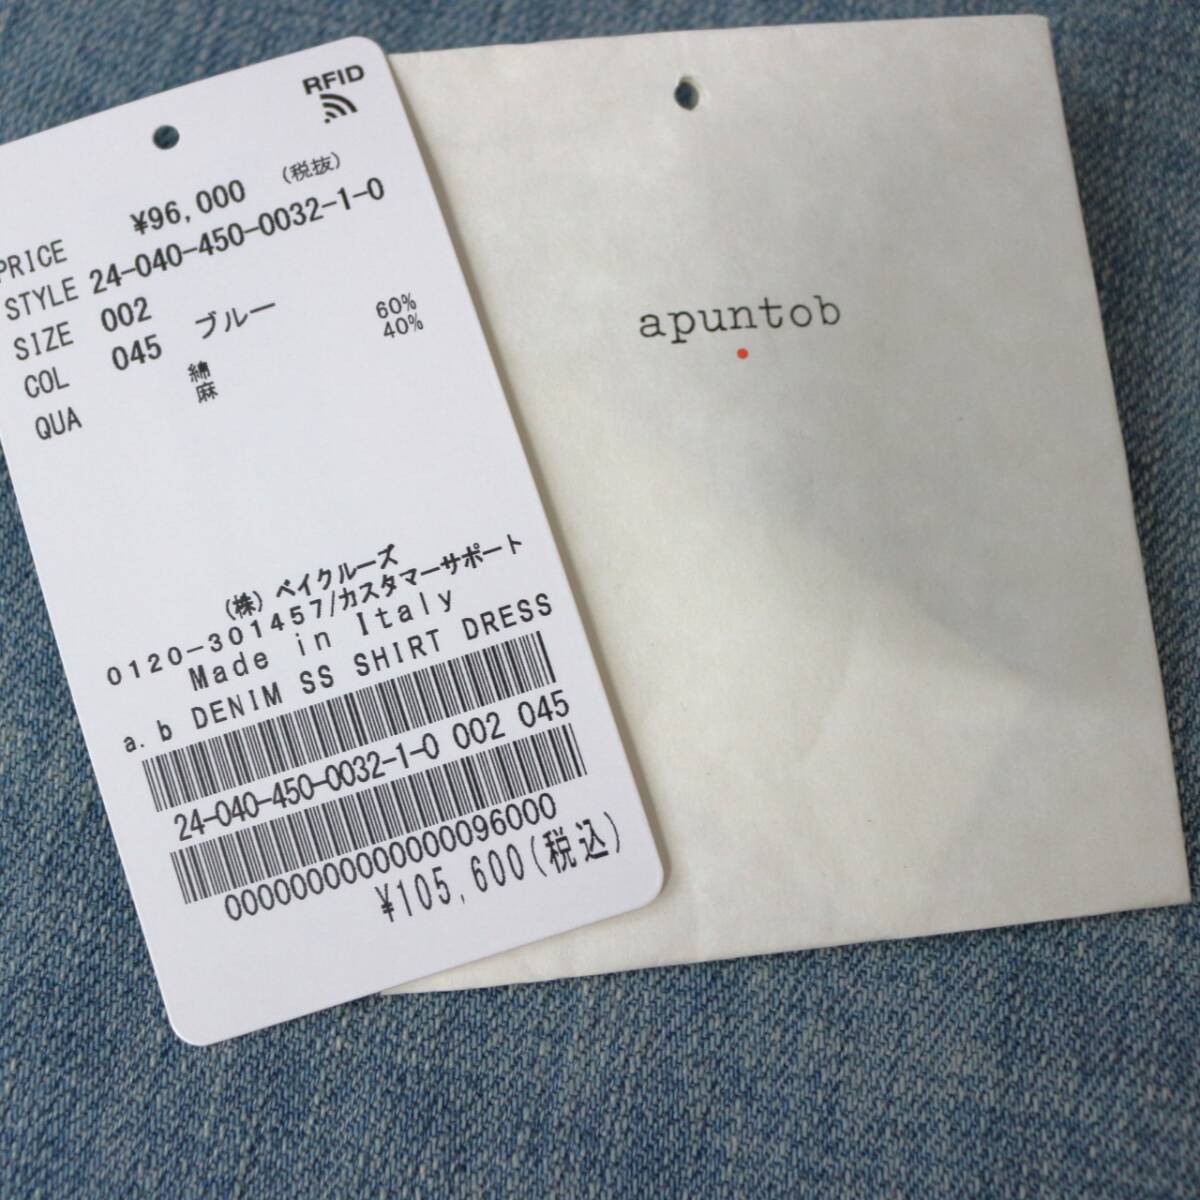 RFID
PRICE ¥96,000 (税抜)
STYLE 24-040-450-0032-1-0
SIZE 002
COL 045 ブルー
QUA 綿 60%
麻 40%
(株) ベイクルーズ
0120-301457/カスタマーサポート
Made in Italy
a.b DENIM SS SHIRT DRESS
24-040-450-0032-1-0 002 045
0000000000000096000
¥105,600(税込)
apuntob